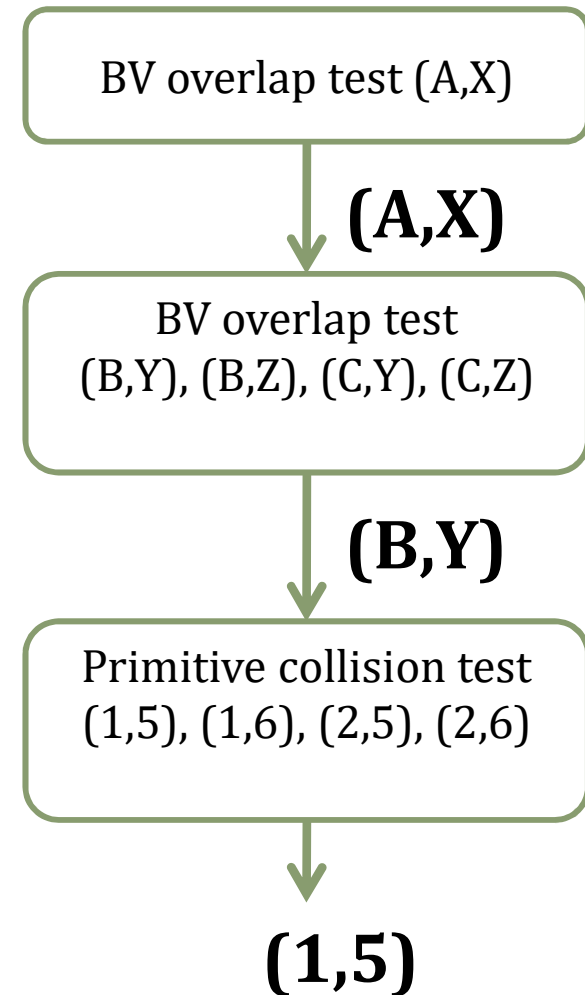 BV overlap test (A,X)
(A,X)
BV overlap test
(B,Y), (B,Z), (C,Y), (C,Z)
(B,Y)
Primitive collision test
(1,5), (1,6), (2,5), (2,6)
(1,5)